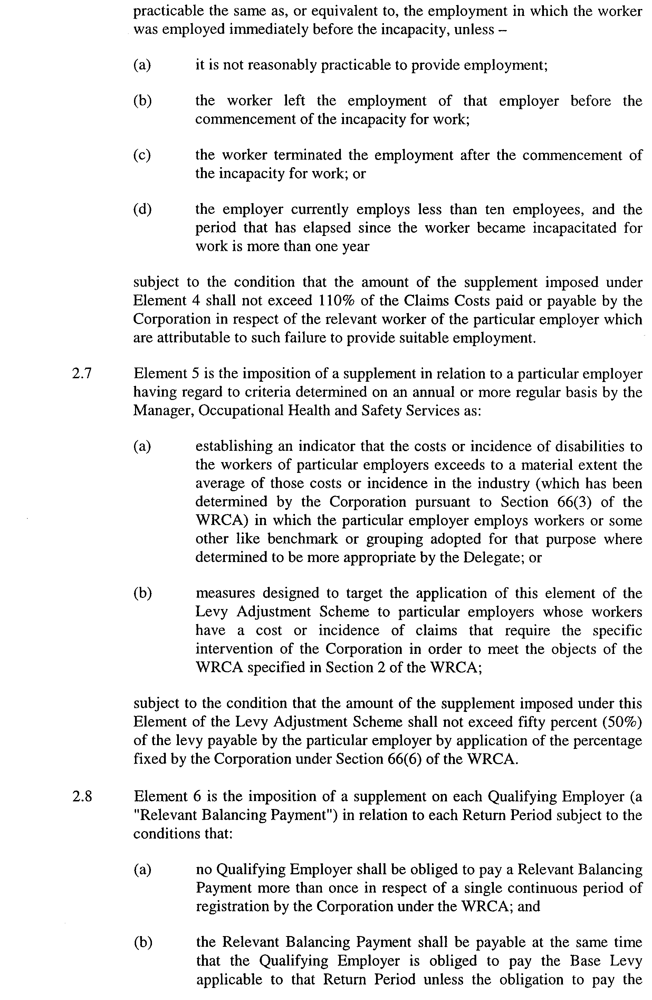 practicable the same as, or equivalent to, the employment in which the worker
was employed immediately before the incapacity, unless –
(a) it is not reasonably practicable to provide employment;
(b) the worker left the employment of that employer before the
commencement of the incapacity for work;
(c) the worker terminated the employment after the commencement of
the incapacity for work; or
(d) the employer currently employs less than ten employees, and the
period that has elapsed since the worker became incapacitated for
work is more than one year
subject to the condition that the amount of the supplement imposed under
Element 4 shall not exceed 110% of the Claims Costs paid or payable by the
Corporation in respect of the relevant worker of the particular employer which
are attributable to such failure to provide suitable employment.
2.7 Element 5 is the imposition of a supplement in relation to a particular employer
having regard to criteria determined on an annual or more regular basis by the
Manager, Occupational Health and Safety Services as:
(a) establishing an indicator that the costs or incidence of disabilities to
the workers of particular employers exceeds to a material extent the
average of those costs or incidence in the industry (which has been
determined by the Corporation pursuant to Section 66(3) of the
WRCA) in which the particular employer employs workers or some
other like benchmark or grouping adopted for that purpose where
determined to be more appropriate by the Delegate; or
(b) measures designed to target the application of this element of the
Levy Adjustment Scheme to particular employers whose workers
have a cost or incidence of claims that require the specific
intervention of the Corporation in order to meet the objects of the
WRCA specified in Section 2 of the WRCA;
subject to the condition that the amount of the supplement imposed under this
Element of the Levy Adjustment Scheme shall not exceed fifty percent (50%)
of the levy payable by the particular employer by application of the percentage
fixed by the Corporation under Section 66(6) of the WRCA.
2.8 Element 6 is the imposition of a supplement on each Qualifying Employer (a
"Relevant Balancing Payment") in relation to each Return Period subject to the
conditions that:
(a) no Qualifying Employer shall be obliged to pay a Relevant Balancing
Payment more than once in respect of a single continuous period of
registration by the Corporation under the WRCA; and
(b) the Relevant Balancing Payment shall be payable at the same time
that the Qualifying Employer is obliged to pay the Base Levy
applicable to that Return Period unless the obligation to pay the